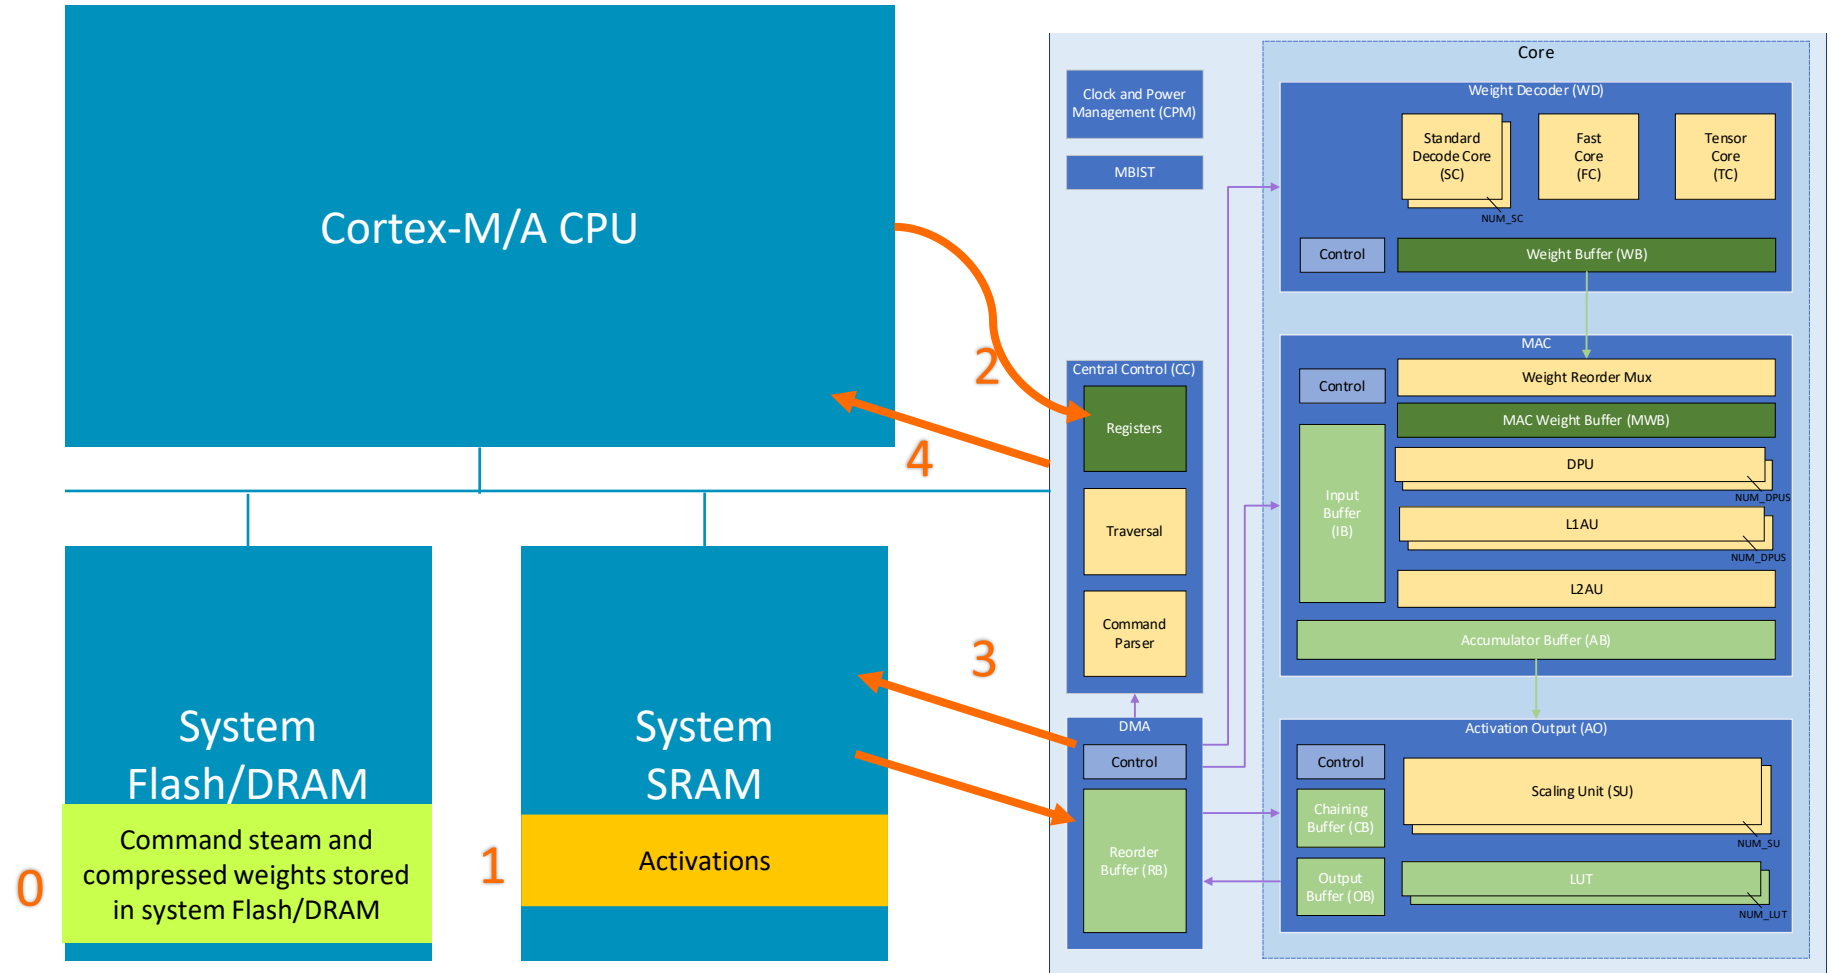 Cortex-M/A CPU
2
4
System
Flash/DRAM
Command steam and
compressed weights stored
in system Flash/DRAM
0
System
SRAM
Activations
1
3
Clock and Power
Management (CPM)
MBIST
Central Control (CC)
Registers
Traversal
Command
Parser
DMA
Control
Reorder
Buffer (RB)
Core
Weight Decoder (WD)
Standard
Decode Core
(SC)
NUM_SC
Fast
Core
(FC)
Tensor
Core
(TC)
Control
Weight Buffer (WB)
MAC
Control
Weight Reorder Mux
MAC Weight Buffer (MWB)
Input
Buffer
(IB)
DPU
NUM_DPUS
L1AU
NUM_DPUS
L2AU
Accumulator Buffer (AB)
Activation Output (AO)
Control
Scaling Unit (SU)
NUM_SU
Chaining
Buffer (CB)
Output
Buffer (OB)
LUT
NUM_LUT